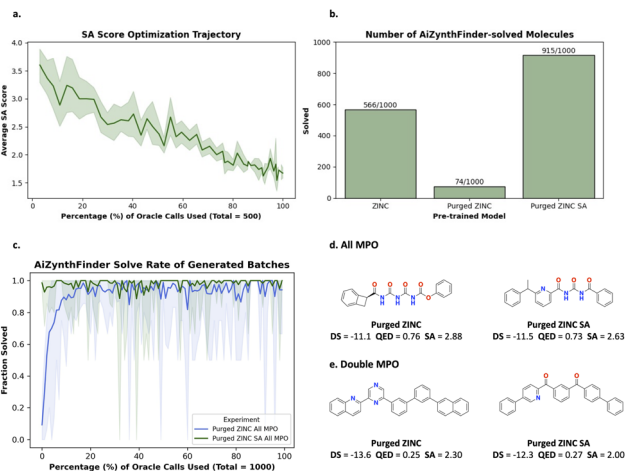 a.
SA Score Optimization Trajectory
Average SA Score
4.0
3.5
3.0
2.5
2.0
1.5
0 20 40 60 80 100
Percentage (%) of Oracle Calls Used (Total = 500)
b.
Number of AiZynthFinder-solved Molecules
Solved
1000
800
600
400
200
0
566/1000
74/1000
915/1000
ZINC Purged ZINC Purged ZINC SA
Pre-trained Model
c.
AiZynthFinder Solve Rate of Generated Batches
Fraction Solved
1.0
0.8
0.6
0.4
0.2
0.0
0 20 40 60 80 100
Experiment
Purged ZINC All MPO
Purged ZINC SA All MPO
Percentage (%) of Oracle Calls Used (Total = 1000)
d. All MPO
O O O O
N N N O
H H H
Purged ZINC
DS = -11.1 QED = 0.76 SA = 2.88
O O O
N N N
H H
Purged ZINC SA
DS = -11.5 QED = 0.73 SA = 2.63
e. Double MPO
N
N N
Purged ZINC
DS = -13.6 QED = 0.25 SA = 2.30
O O
N
Purged ZINC SA
DS = -12.3 QED = 0.27 SA = 2.00